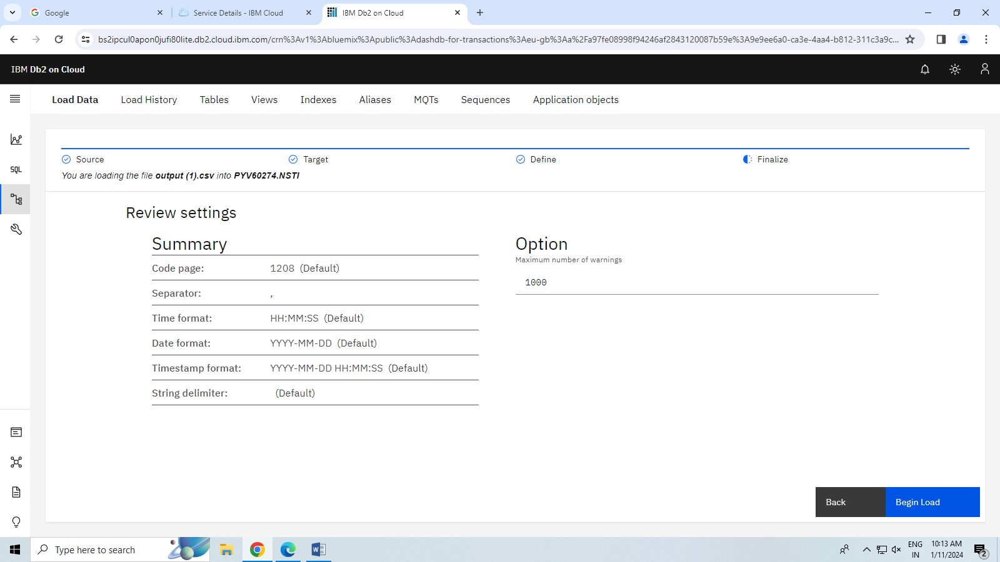 Google
Service Details - IBM Cloud
IBM Db2 on Cloud
bs2ipcul0apon0jufi80lite.db2.cloud.ibm.com/crn%3Av1%3Abluemix%3Apublic%3Adashdb-for-transactions%3Aeu-gb%3Aa%2Fa97fe08998f94246af2843120087b59e%3A9e9ee6a0-ca3e-4aa4-b812-311c3a9c...
IBM Db2 on Cloud
Load Data
Load History
Tables
Views
Indexes
Aliases
MQTs
Sequences
Application objects
SQL
Source
Target
Define
Finalize
You are loading the file output (1).csv into PYV60274.NSTI
Review settings
Summary
Code page: 1208 (Default)
Separator: ,
Time format: HH:MM:SS (Default)
Date format: YYYY-MM-DD (Default)
Timestamp format: YYYY-MM-DD HH:MM:SS (Default)
String delimiter: (Default)
Option
Maximum number of warnings
1000
Back
Begin Load
Type here to search
W
ENG
IN
10:13 AM
1/11/2024
2